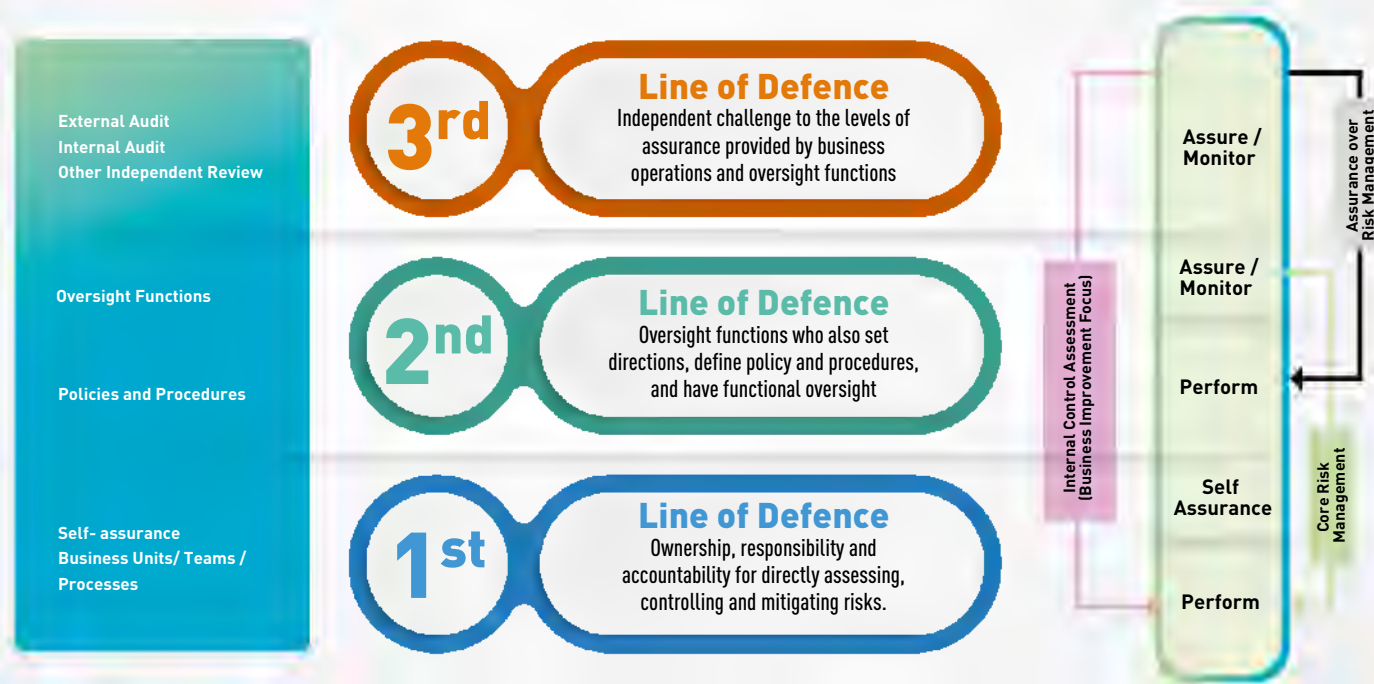 External Audit
Internal Audit
Other Independent Review
3rd
Line of Defence
Independent challenge to the levels of
assurance provided by business
operations and oversight functions
Oversight Functions
Policies and Procedures
2nd
Line of Defence
Oversight functions who also set
directions, define policy and procedures,
and have functional oversight
Self- assurance
Business Units/ Teams /
Processes
1st
Line of Defence
Ownership, responsibility and
accountability for directly assessing,
controlling and mitigating risks.
Internal Control Assessment
(Business Improvement Focus)
Assure /
Monitor
Assure /
Monitor
Perform
Self
Assurance
Perform
Assurance over
Risk Management
Core Risk
Management